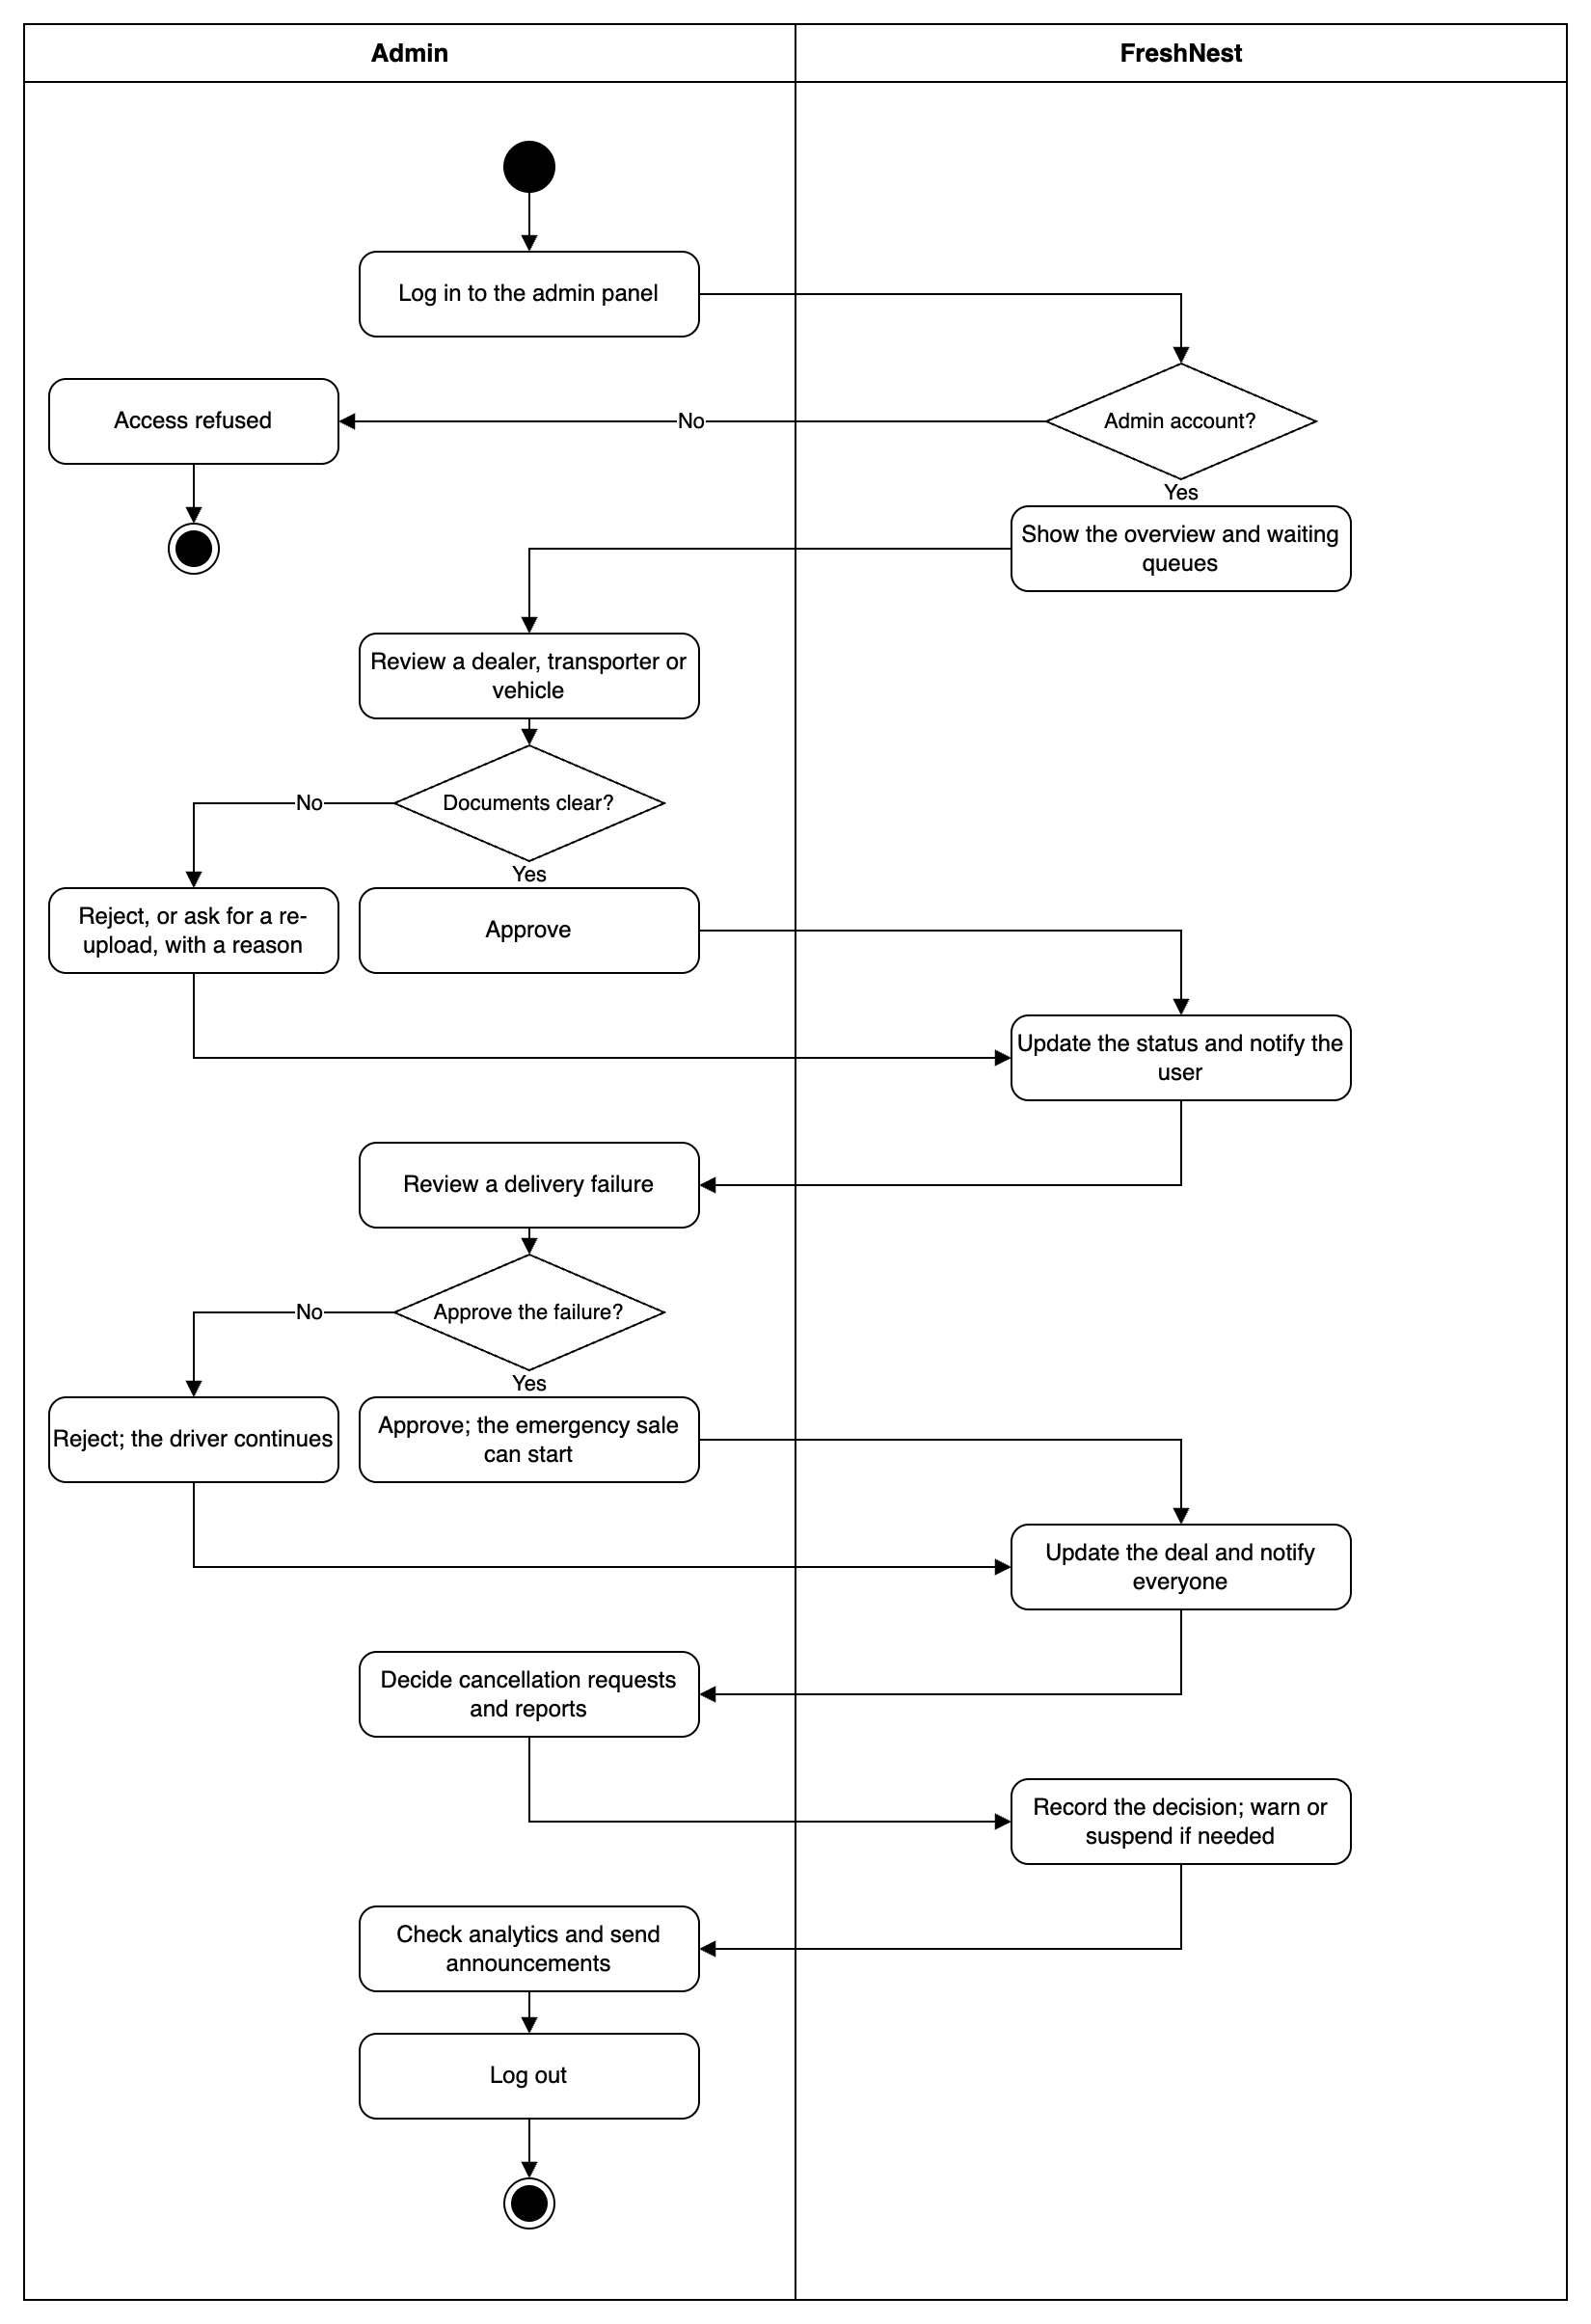 Admin
FreshNest
Log in to the admin panel
Access refused
No
Admin account?
Yes
Show the overview and waiting
queues
Review a dealer, transporter or
vehicle
No
Documents clear?
Yes
Reject, or ask for a re-
upload, with a reason
Approve
Update the status and notify the
user
Review a delivery failure
No
Approve the failure?
Yes
Reject; the driver continues
Approve; the emergency sale
can start
Update the deal and notify
everyone
Decide cancellation requests
and reports
Record the decision; warn or
suspend if needed
Check analytics and send
announcements
Log out